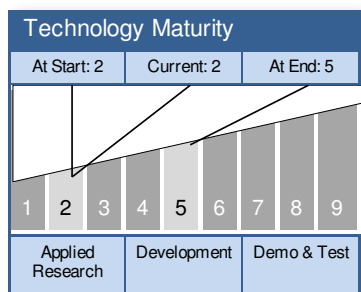 Technology Maturity
At Start: 2 Current: 2 At End: 5
1 2 3 4 5 6 7 8 9
Applied Research Development Demo & Test